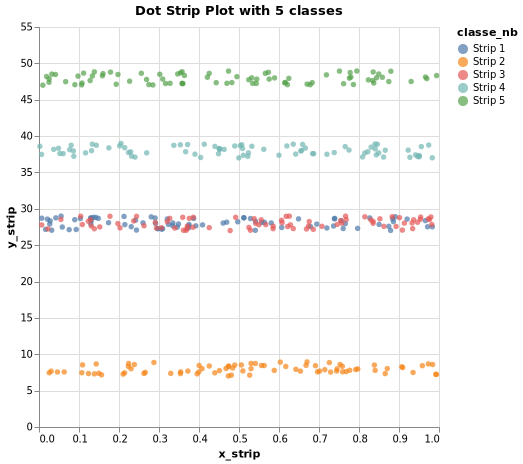 Dot Strip Plot with 5 classes
classe_nb
Strip 1
Strip 2
Strip 3
Strip 4
Strip 5
55
50
45
40
35
30
25
20
15
10
5
0
y_strip
0.0 0.1 0.2 0.3 0.4 0.5 0.6 0.7 0.8 0.9 1.0
x_strip